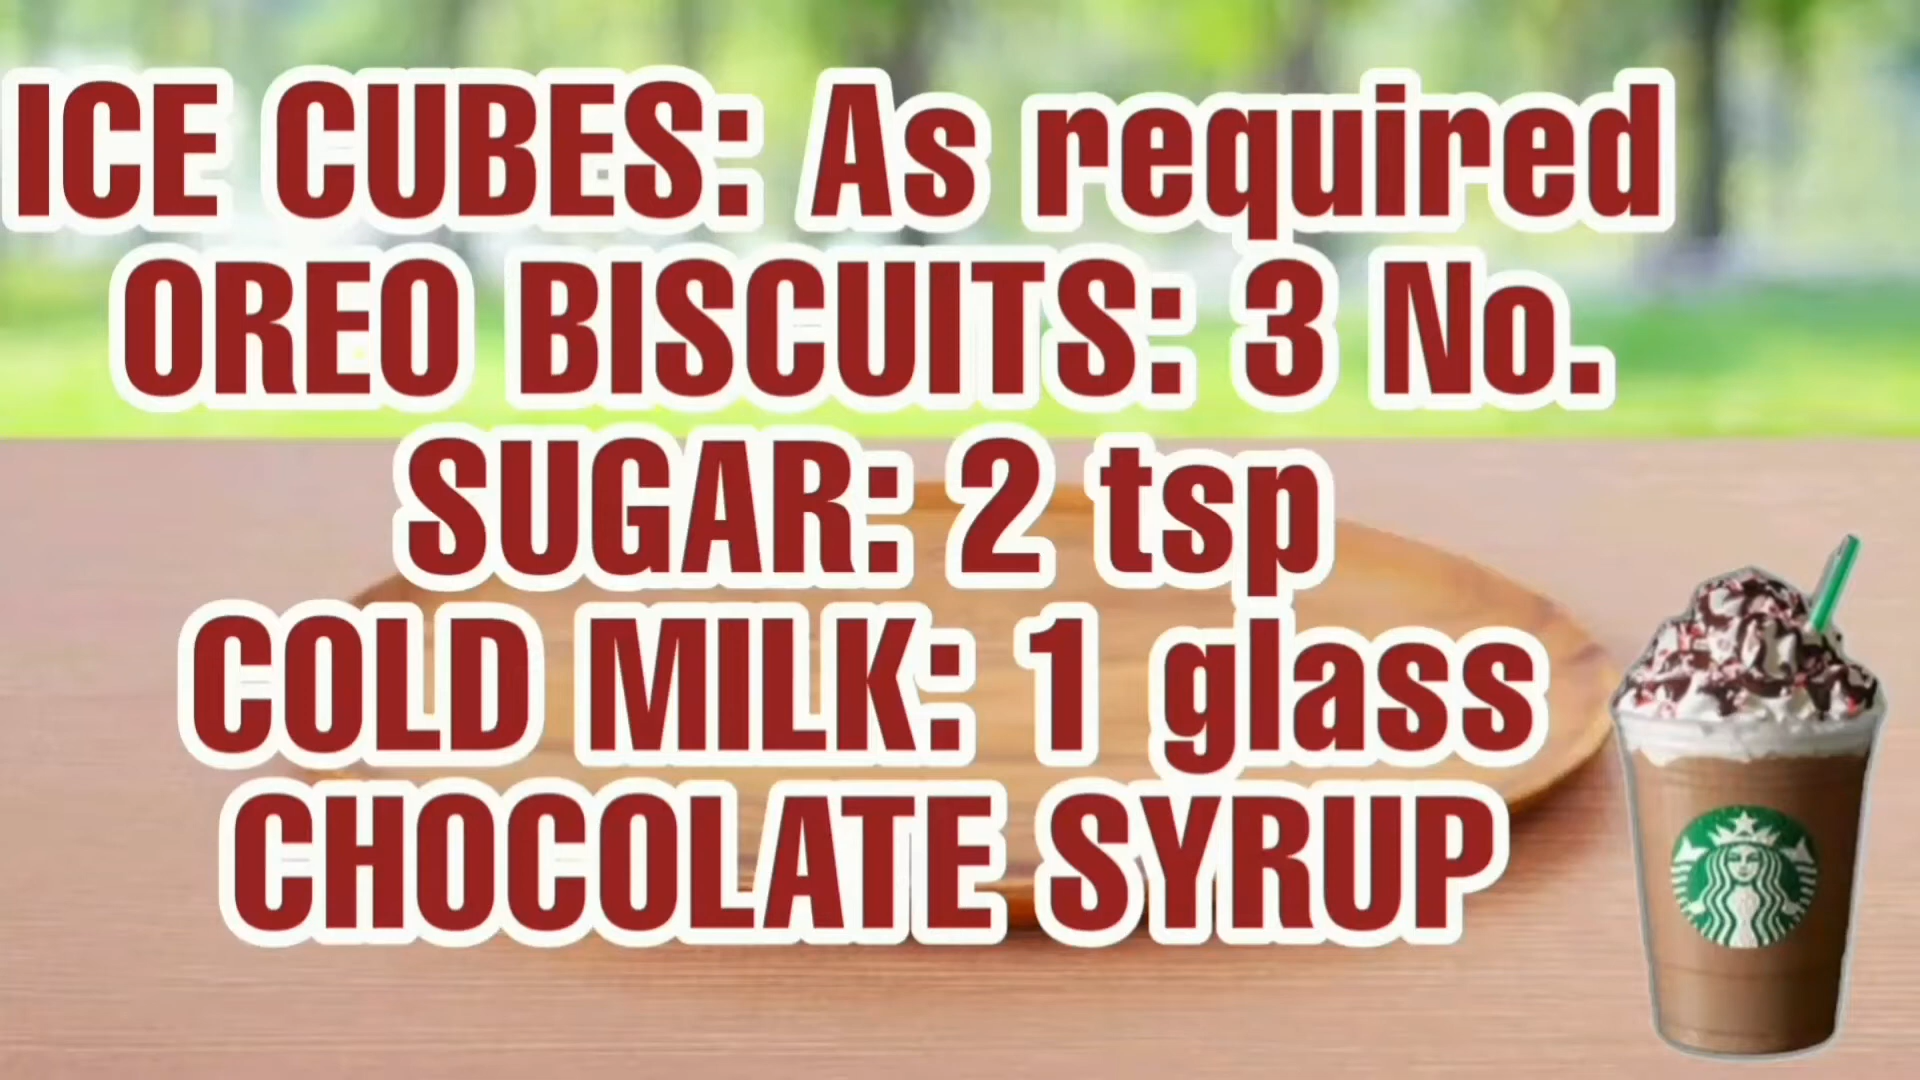 ICE CUBES: As required
OREO BISCUITS: 3 No.
SUGAR: 2 tsp
COLD MILK: 1 glass
CHOCOLATE SYRUP